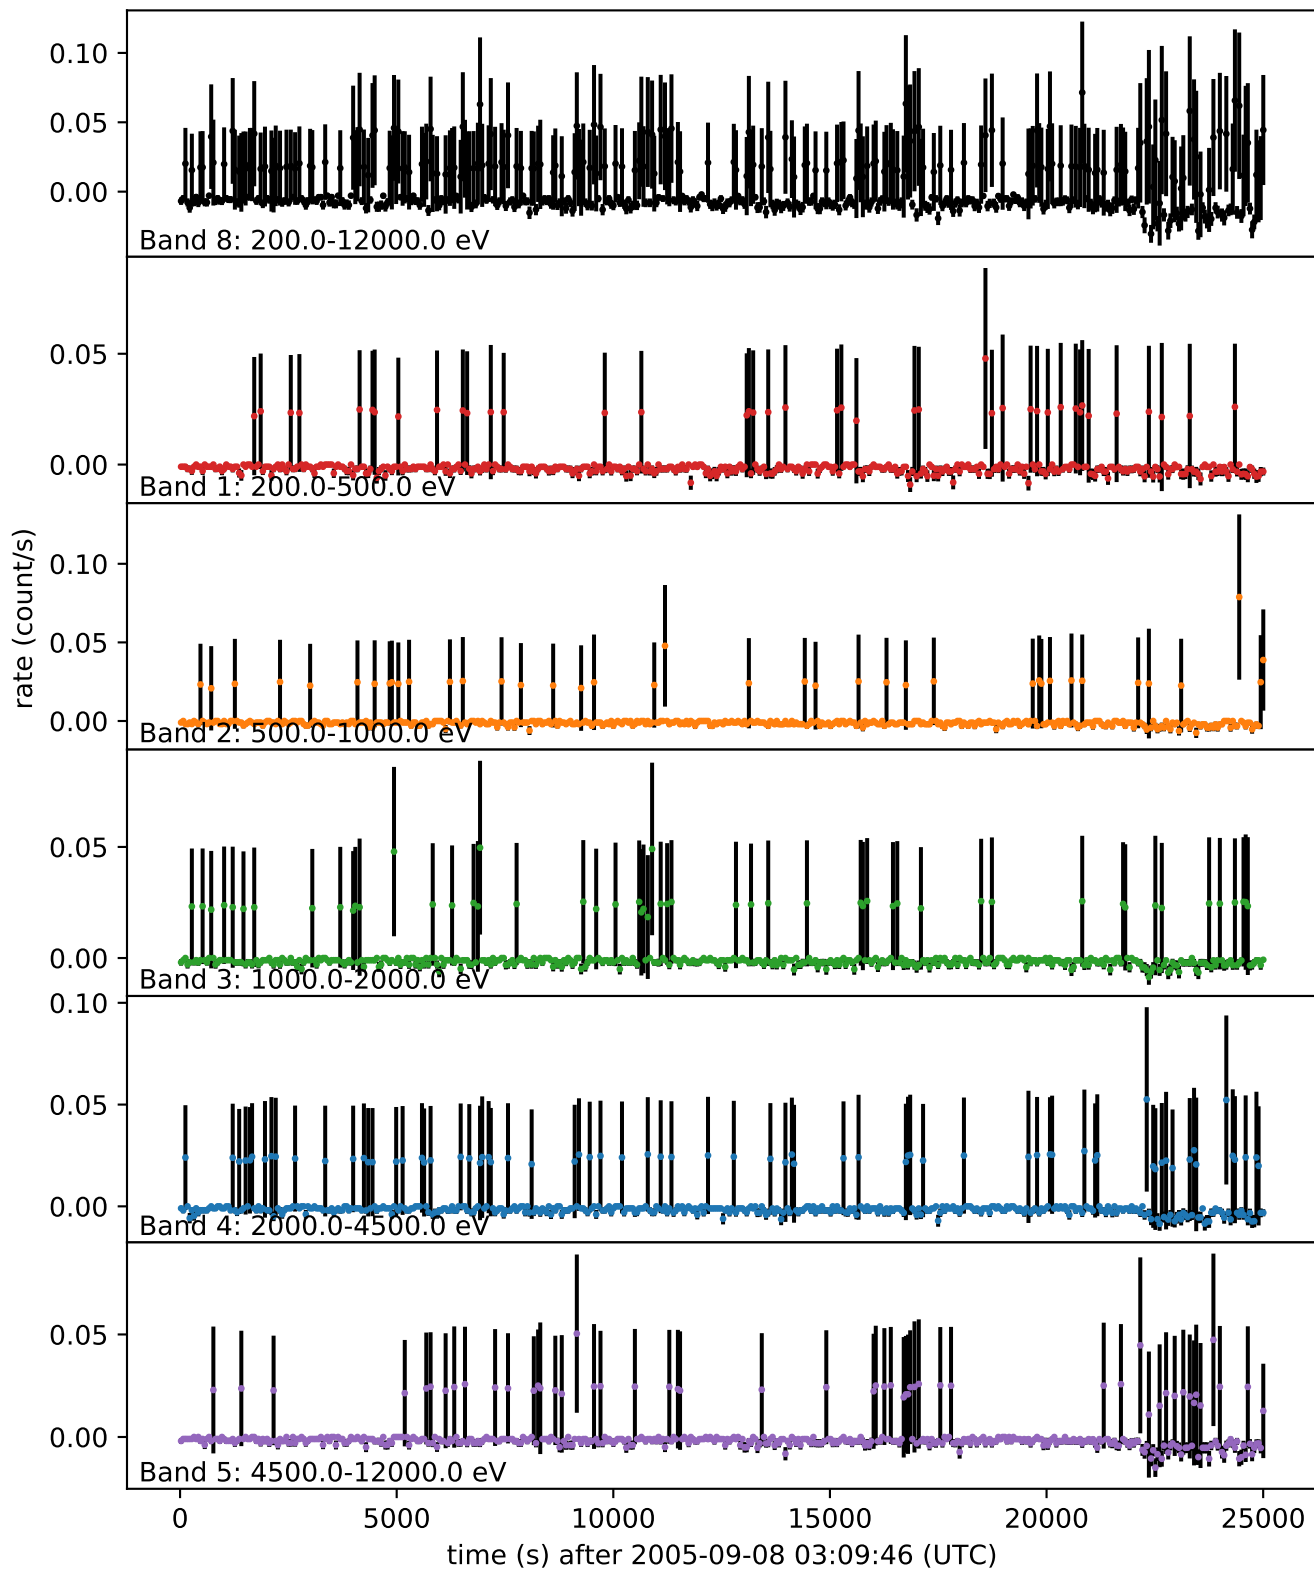 0.10
0.05
0.00
Band 8: 200.0-12000.0 eV
0.05
0.00
Band 1: 200.0-500.0 eV
0.10
0.05
0.00
Band 2: 500.0-1000.0 eV
rate (count/s)
0.05
0.00
Band 3: 1000.0-2000.0 eV
0.10
0.05
0.00
Band 4: 2000.0-4500.0 eV
0.05
0.00
Band 5: 4500.0-12000.0 eV
0 5000 10000 15000 20000 25000
time (s) after 2005-09-08 03:09:46 (UTC)